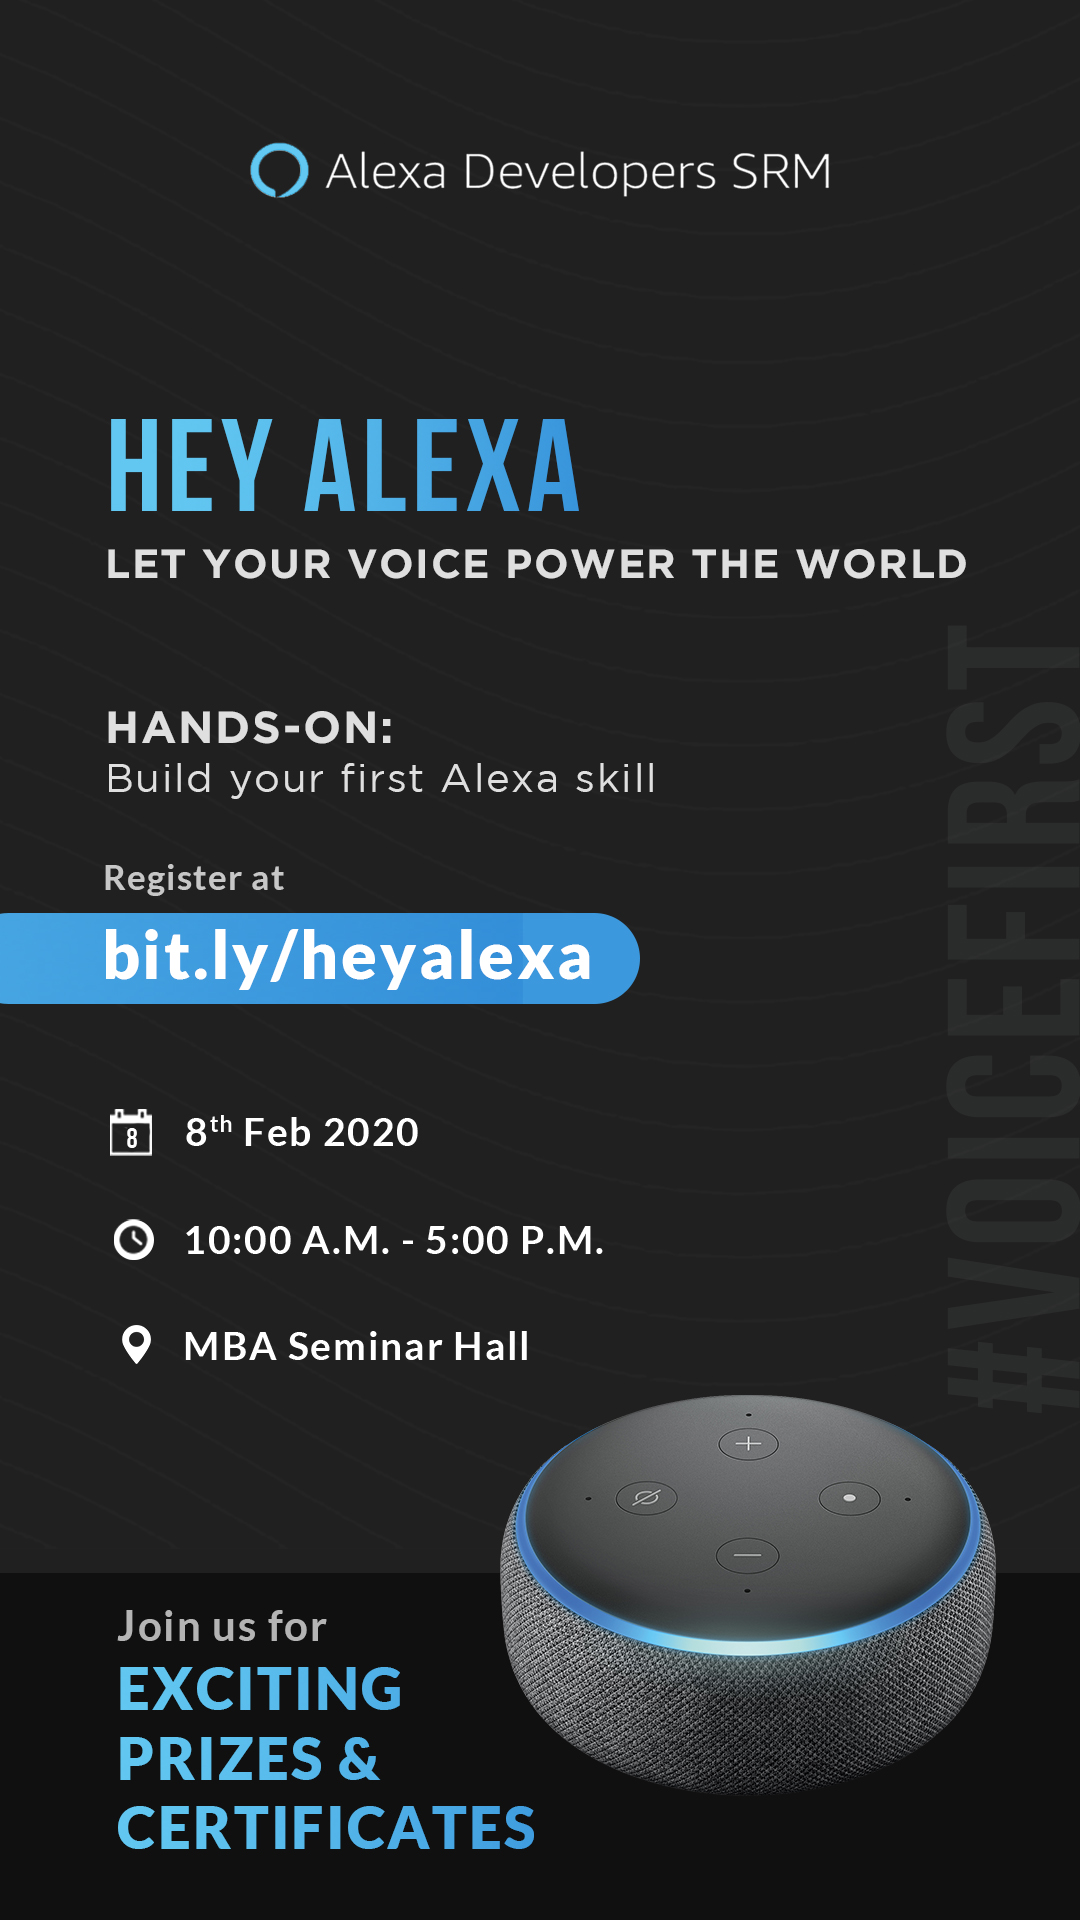 Alexa Developers SRM
HEY ALEXA
LET YOUR VOICE POWER THE WORLD
HANDS-ON:
Build your first Alexa skill
Register at
bit.ly/heyalexa
8
8th Feb 2020
10:00 A.M. - 5:00 P.M.
MBA Seminar Hall
#VOICEFIRST
Join us for
EXCITING
PRIZES &
CERTIFICATES